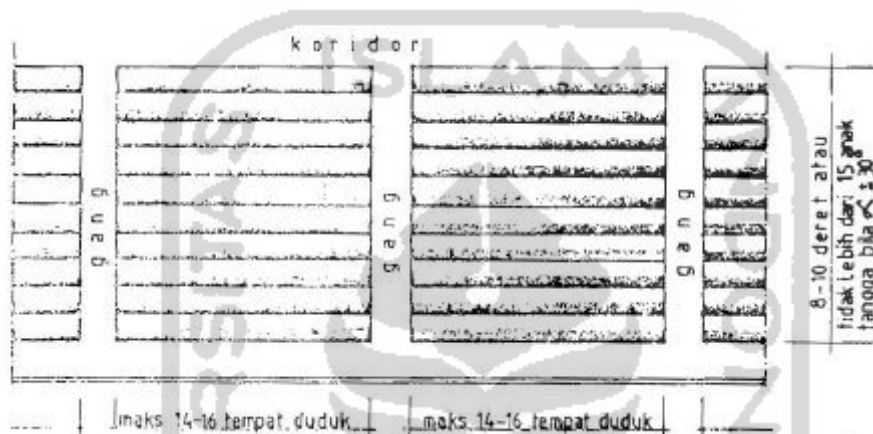 koridor
gang
gang
gang
8-10 deret atau
tidak lebih dari 15 anak
tangga bila ∝ ± 30°
maks 14-16 tempat duduk
maks 14-16 tempat duduk
ISLAM